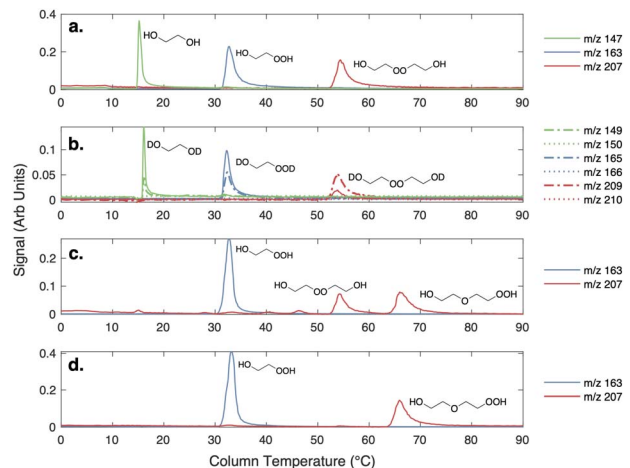 a.
0.4
0.2
0
HO
OH
HO
OOH
HO
OO
OH
0 10 20 30 40 50 60 70 80 90
m/z 147
m/z 163
m/z 207
b.
0.1
0.05
0
DO
OD
DO
OOD
DO
OO
OD
0 10 20 30 40 50 60 70 80 90
m/z 149
m/z 150
m/z 165
m/z 166
m/z 209
m/z 210
Signal (Arb Units)
c.
0.2
0.1
0
HO
OOH
HO
OO
OH
HO
O
OOH
0 10 20 30 40 50 60 70 80 90
m/z 163
m/z 207
d.
0.4
0.2
0
HO
OOH
HO
O
OOH
0 10 20 30 40 50 60 70 80 90
m/z 163
m/z 207
Column Temperature (°C)